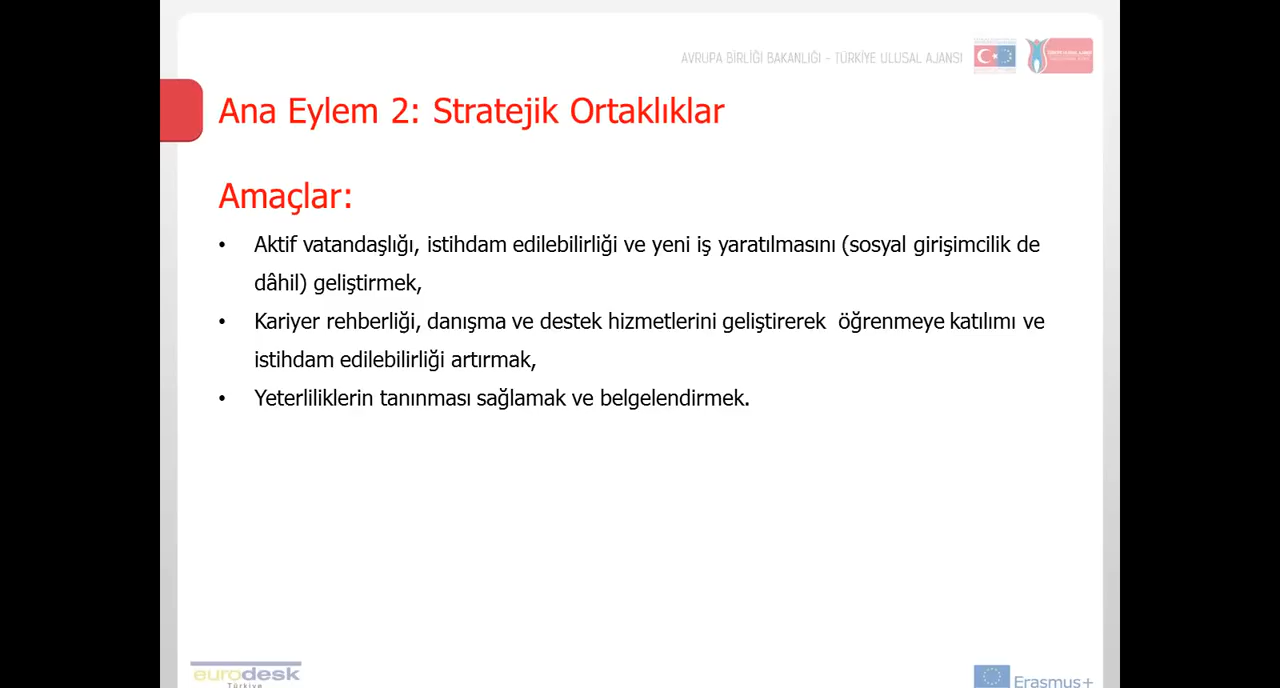 AVRUPA BİRLİĞİ BAKANLIĞI - TÜRKİYE ULUSAL AJANSI
Ana Eylem 2: Stratejik Ortaklıklar
Amaçlar:
• Aktif vatandaşlığı, istihdam edilebilirliği ve yeni iş yaratılmasını (sosyal girişimcilik de
dâhil) geliştirmek,
• Kariyer rehberliği, danışma ve destek hizmetlerini geliştirerek öğrenmeye katılımı ve
istihdam edilebilirliği artırmak,
• Yeterliliklerin tanınması sağlamak ve belgelendirmek.
eurodesk
Türkiye
Erasmus+